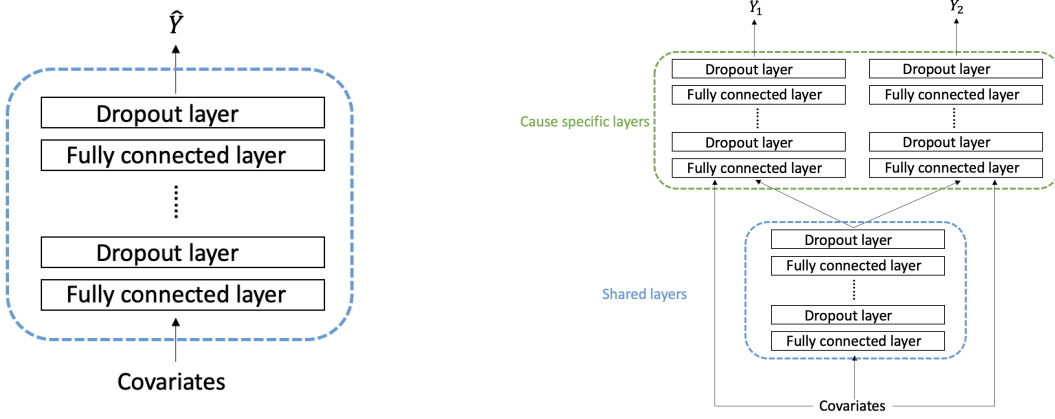 Ŷ
Dropout layer
Fully connected layer
Dropout layer
Fully connected layer
Covariates
Y₁
Y₂
Dropout layer
Dropout layer
Fully connected layer
Fully connected layer
Cause specific layers
Dropout layer
Dropout layer
Fully connected layer
Fully connected layer
Dropout layer
Fully connected layer
Shared layers
Dropout layer
Fully connected layer
Covariates